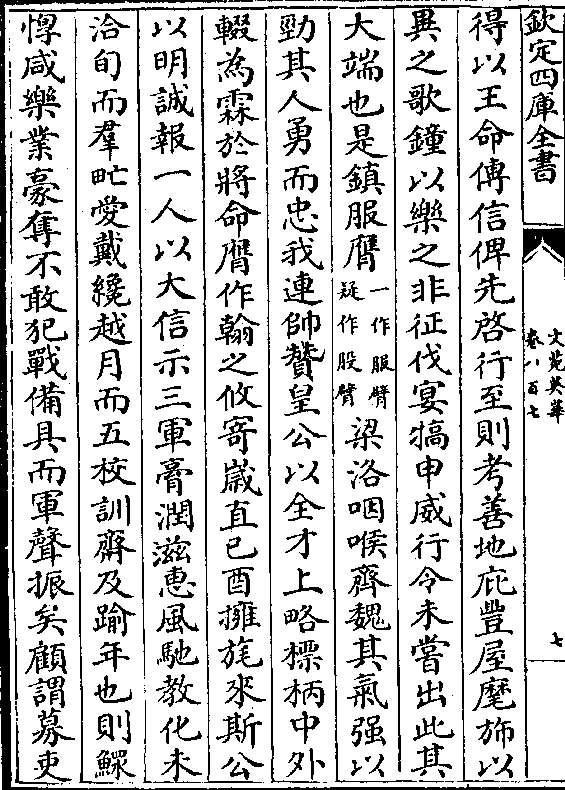 欽定四庫全書
文苑英華
卷八百七
七
得以王命傳信俾先啓行至則考善地庇豐屋麾斾以
異之歌鐘以樂之非征伐宴犒申威行令未嘗出此其
大端也是鎮服膺一作服臂疑作股臂梁洛咽喉齊魏其氣强以
勁其人勇而忠我連帥贊皇公以全才上略摽柄中外
輟為霖於將命膺作翰之攸寄歲直已酉擁旄來斯公
以明誠報一人以大信示三軍膏潤滋惠風馳教化未
洽旬而羣甿愛戴纔越月而五校訓齊及踰年也則鰥
惸咸樂業豪奪不敢犯戰備具而軍聲振矣顧謂募吏